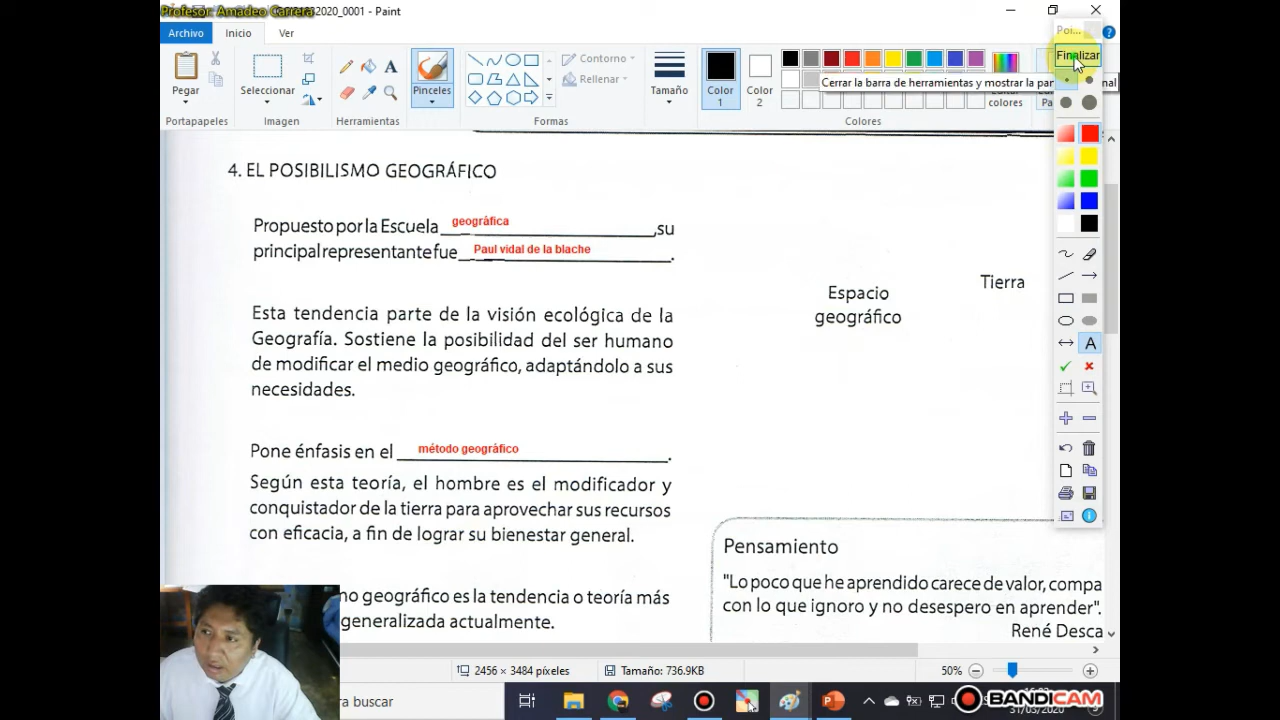 Profesor: Amadeo Carrera
2020_0001 - Paint
Archivo
Inicio
Ver
Poi...
Finalizar
Pegar
Seleccionar
Contorno
Rellenar
Pinceles
Tamaño
Color
1
Color
2
Editar
colores
Cerrar la barra de herramientas y mostrar la
Portapapeles
Imagen
Herramientas
Formas
Colores
4. EL POSIBILISMO GEOGRÁFICO
Propuesto por la Escuela geográfica ,su
principal representante fue Paul vidal de la blache .
Esta tendencia parte de la visión ecológica de la
Geografía. Sostiene la posibilidad del ser humano
de modificar el medio geográfico, adaptándolo a sus
necesidades.
Pone énfasis en el método geográfico .
Según esta teoría, el hombre es el modificador y
conquistador de la tierra para aprovechar sus recursos
con eficacia, a fin de lograr su bienestar general.
no geográfico es la tendencia o teoría más
generalizada actualmente.
Espacio
geográfico
Tierra
Pensamiento
"Lo poco que he aprendido carece de valor, compa
con lo que ignoro y no desespero en aprender".
René Desca
A
2456 × 3484 píxeles
Tamaño: 736.9KB
50%
ra buscar
BANDICAM
31/03/2020